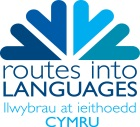 routes into
LANGUAGES
llwybrau at ieithoedd
CYMRU